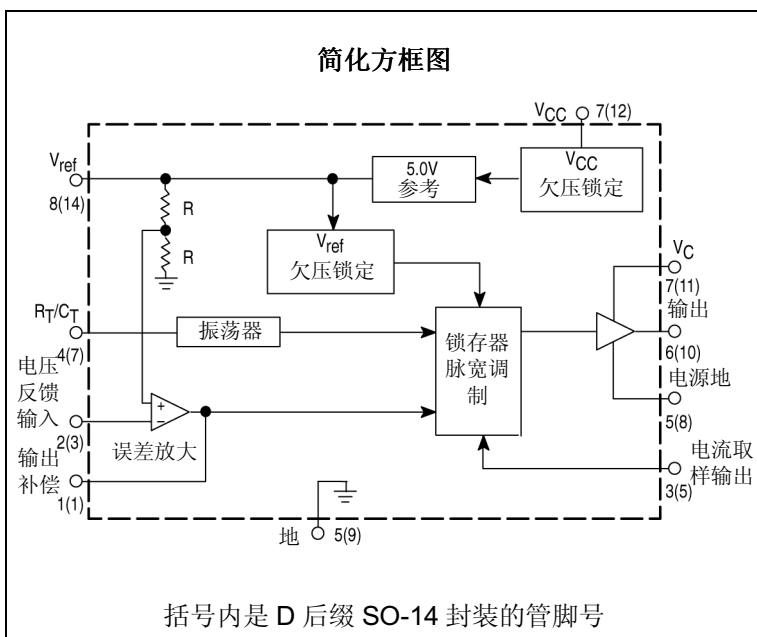 简化方框图
VCC 7(12)
Vref
8(14)
5.0V
参考
VCC
欠压锁定
R
R
Vref
欠压锁定
VC
7(11)
RT/CT
4(7)
振荡器
锁存器
脉宽调
制
输出
6(10)
电压
反馈
输入
2(3)
+
−
误差放大
电源地
5(8)
输出
补偿
1(1)
电流取
样输出
3(5)
地 5(9)
括号内是 D 后缀 SO-14 封装的管脚号